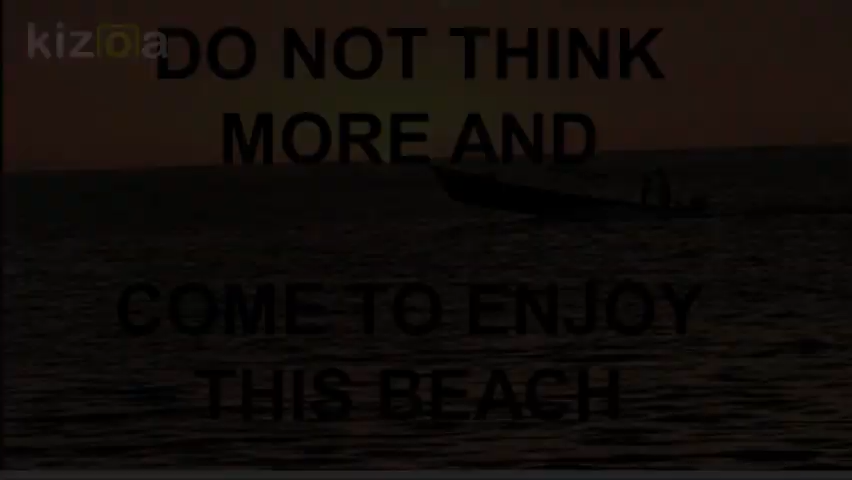 kizoa
DO NOT THINK
MORE AND
COME TO ENJOY
THIS BEACH